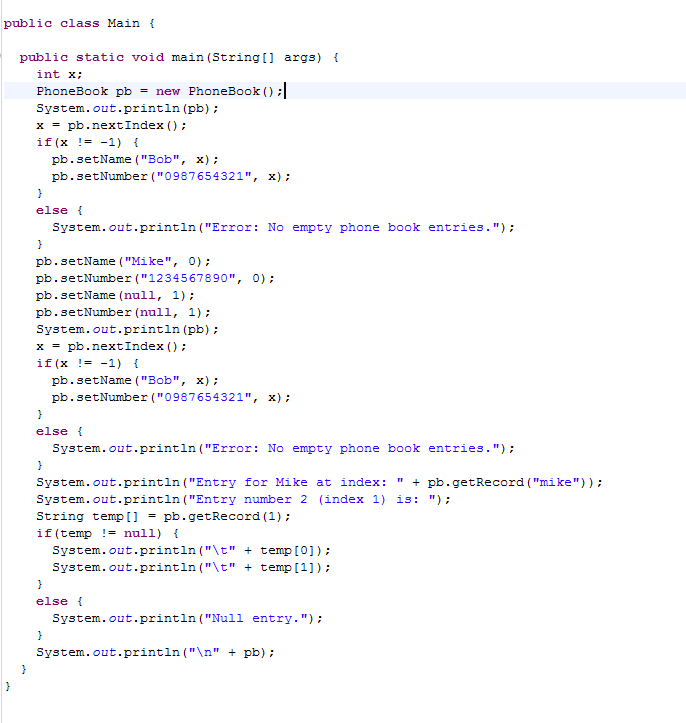 public class Main {
  public static void main(String[] args) {
    int x;
    PhoneBook pb = new PhoneBook();
    System.out.println(pb);
    x = pb.nextIndex();
    if(x != -1) {
      pb.setName("Bob", x);
      pb.setNumber("0987654321", x);
    }
    else {
      System.out.println("Error: No empty phone book entries.");
    }
    pb.setName("Mike", 0);
    pb.setNumber("1234567890", 0);
    pb.setName(null, 1);
    pb.setNumber(null, 1);
    System.out.println(pb);
    x = pb.nextIndex();
    if(x != -1) {
      pb.setName("Bob", x);
      pb.setNumber("0987654321", x);
    }
    else {
      System.out.println("Error: No empty phone book entries.");
    }
    System.out.println("Entry for Mike at index: " + pb.getRecord("mike"));
    System.out.println("Entry number 2 (index 1) is: ");
    String temp[] = pb.getRecord(1);
    if(temp != null) {
      System.out.println("\t" + temp[0]);
      System.out.println("\t" + temp[1]);
    }
    else {
      System.out.println("Null entry.");
    }
    System.out.println("\n" + pb);
  }
}